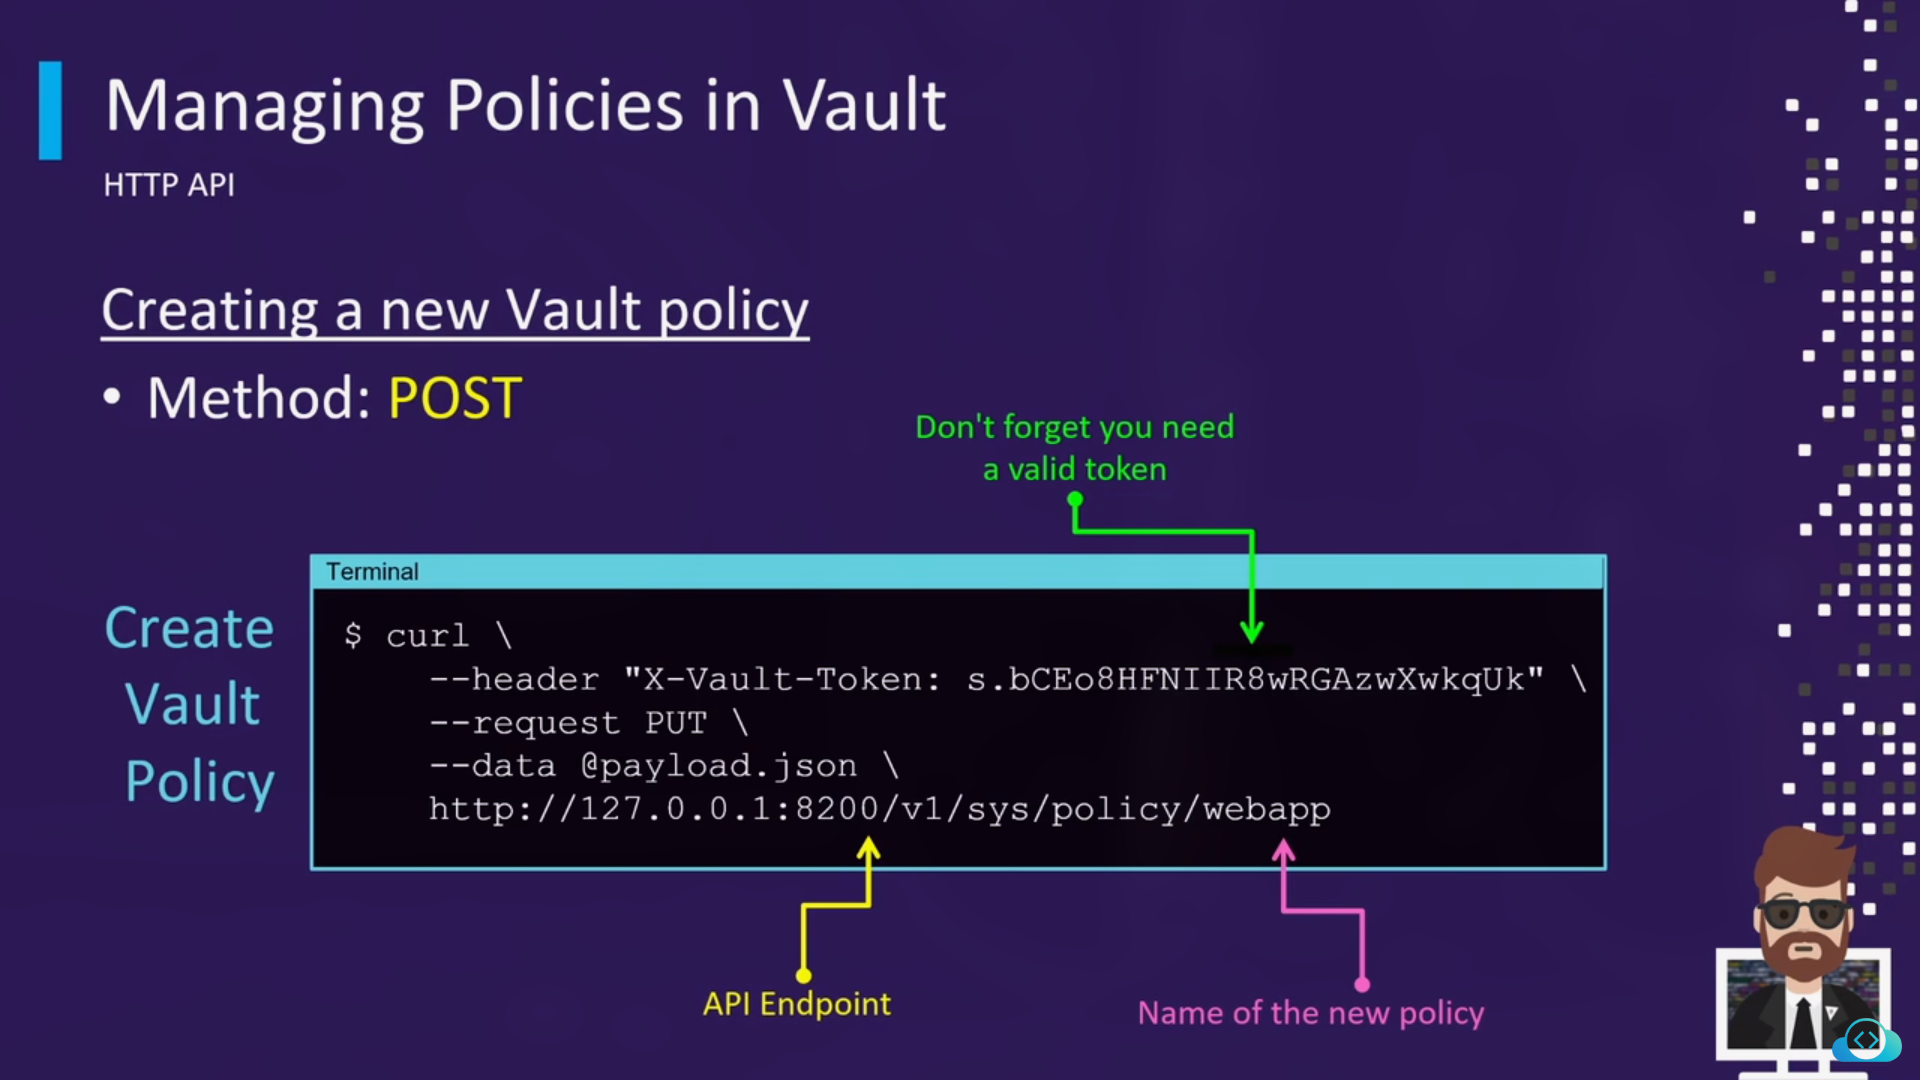 Managing Policies in Vault
HTTP API
Creating a new Vault policy
• Method: POST
Don't forget you need
a valid token
Terminal
Create
Vault
Policy
$ curl \
--header "X-Vault-Token: s.bCEo8HFNIIR8wRGAzwXwkqUk" \
--request PUT \
--data @payload.json \
http://127.0.0.1:8200/v1/sys/policy/webapp
API Endpoint
Name of the new policy